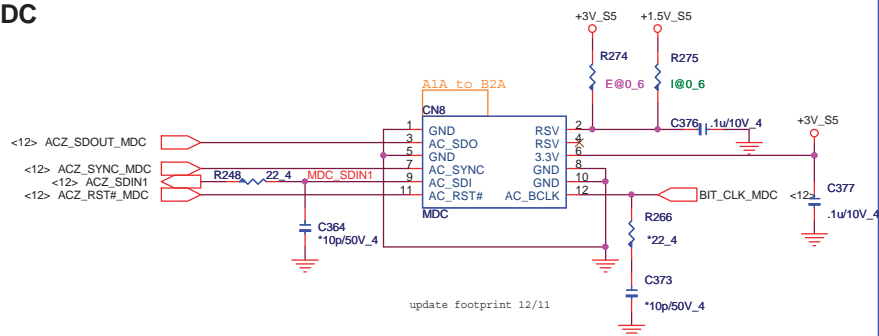 DC
+3V_S5
+1.5V_S5
R274
R275
E@0_6
I@0_6
A1A to B2A
CN8
C376
.1u/10V_4
+3V_S5
1 GND RSV 2
<12> ACZ_SDOUT_MDC 3 AC_SDO RSV 4
5 GND 3.3V 6
<12> ACZ_SYNC_MDC 7 AC_SYNC GND 8
<12> ACZ_SDIN1 R248 22_4 MDC_SDIN1 9 AC_SDI GND 10
<12> ACZ_RST#_MDC 11 AC_RST# AC_BCLK 12 BIT_CLK_MDC <12>
MDC
C377
.1u/10V_4
C364
*10p/50V_4
R266
*22_4
C373
*10p/50V_4
update footprint 12/11